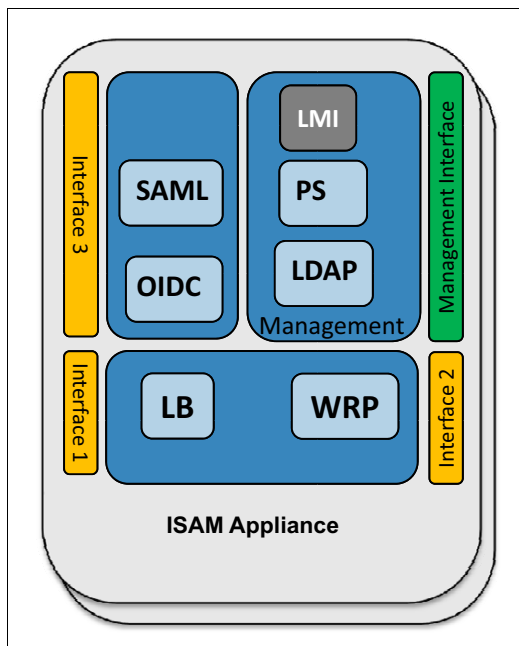 Interface 3
SAML
OIDC
LMI
PS
LDAP
Management
Management Interface
Interface 1
LB
WRP
Interface 2
ISAM Appliance